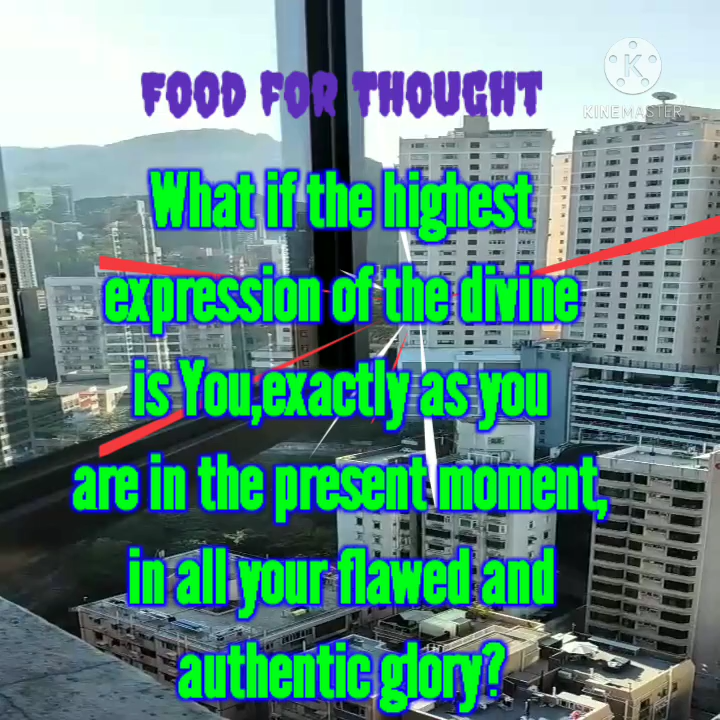 K
KINEMASTER
FOOD FOR THOUGHT
What if the highest
expression of the divine
is You,exactly as you
are in the present moment,
in all your flawed and
authentic glory?